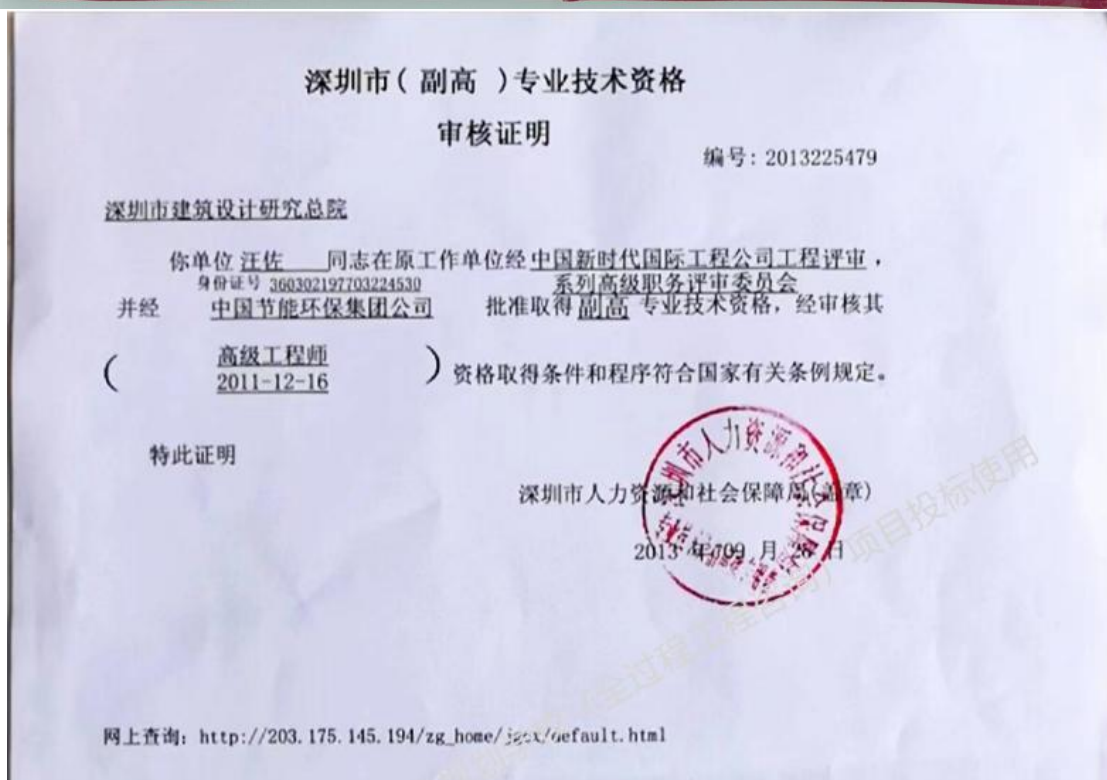 深圳市( 副高 )专业技术资格
审核证明
编号: 2013225479
深圳市建筑设计研究总院
你单位 汪佐 同志在原工作单位经 中国新时代国际工程公司工程评审,
身份证号 360302197703224530 系列高级职务评审委员会
并经 中国节能环保集团公司 批准取得 副高 专业技术资格, 经审核其
( 高级工程师
2011-12-16 ) 资格取得条件和程序符合国家有关条例规定。
特此证明
深圳市人力资源和社会保障局(盖章)
2013 年 09 月 日
网上查询: http://203.175.145.194/zg_home/
(全过程工程咨询)项目投标使用